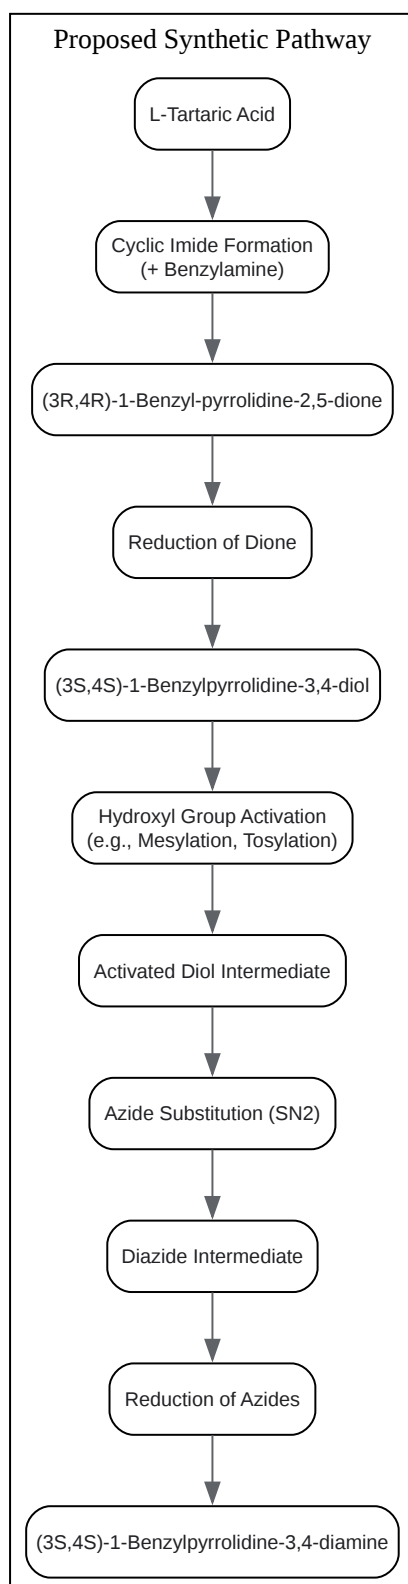 Proposed Synthetic Pathway
L-Tartaric Acid
Cyclic Imide Formation
(+ Benzylamine)
(3R,4R)-1-Benzyl-pyrrolidine-2,5-dione
Reduction of Dione
(3S,4S)-1-Benzylpyrrolidine-3,4-diol
Hydroxyl Group Activation
(e.g., Mesylation, Tosylation)
Activated Diol Intermediate
Azide Substitution (SN2)
Diazide Intermediate
Reduction of Azides
(3S,4S)-1-Benzylpyrrolidine-3,4-diamine